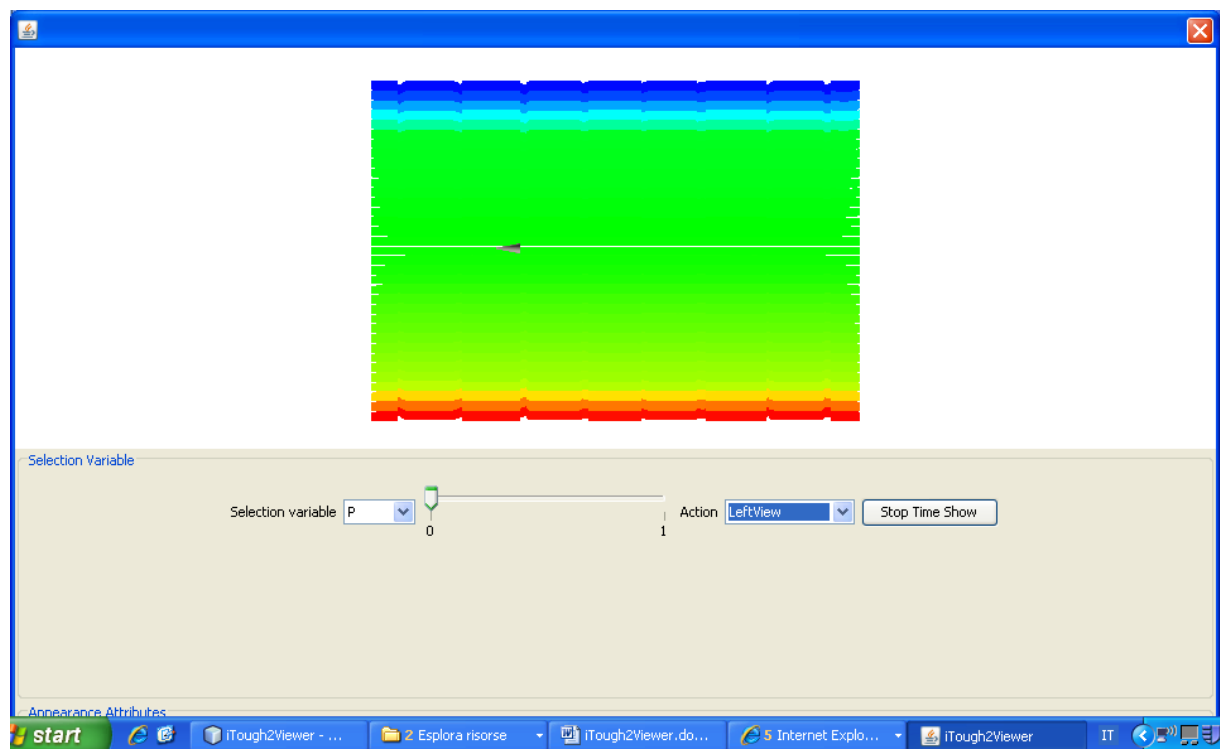 Selection Variable
Selection variable P Action LeftView Stop Time Show
0 1
Appearance Attributes
start iTough2Viewer - ... 2 Esplora risorse iTough2Viewer.do... 5 Internet Explo... iTough2Viewer IT